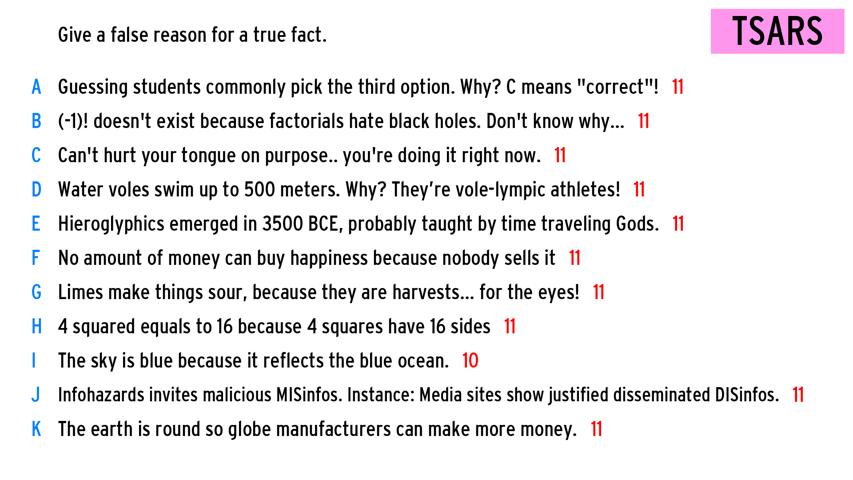 Give a false reason for a true fact.
TSARS
A Guessing students commonly pick the third option. Why? C means "correct"! 11
B (-1)! doesn't exist because factorials hate black holes. Don't know why... 11
C Can't hurt your tongue on purpose.. you're doing it right now. 11
D Water voles swim up to 500 meters. Why? They’re vole-lympic athletes! 11
E Hieroglyphics emerged in 3500 BCE, probably taught by time traveling Gods. 11
F No amount of money can buy happiness because nobody sells it 11
G Limes make things sour, because they are harvests... for the eyes! 11
H 4 squared equals to 16 because 4 squares have 16 sides 11
I The sky is blue because it reflects the blue ocean. 10
J Infohazards invites malicious MISinfos. Instance: Media sites show justified disseminated DISinfos. 11
K The earth is round so globe manufacturers can make more money. 11